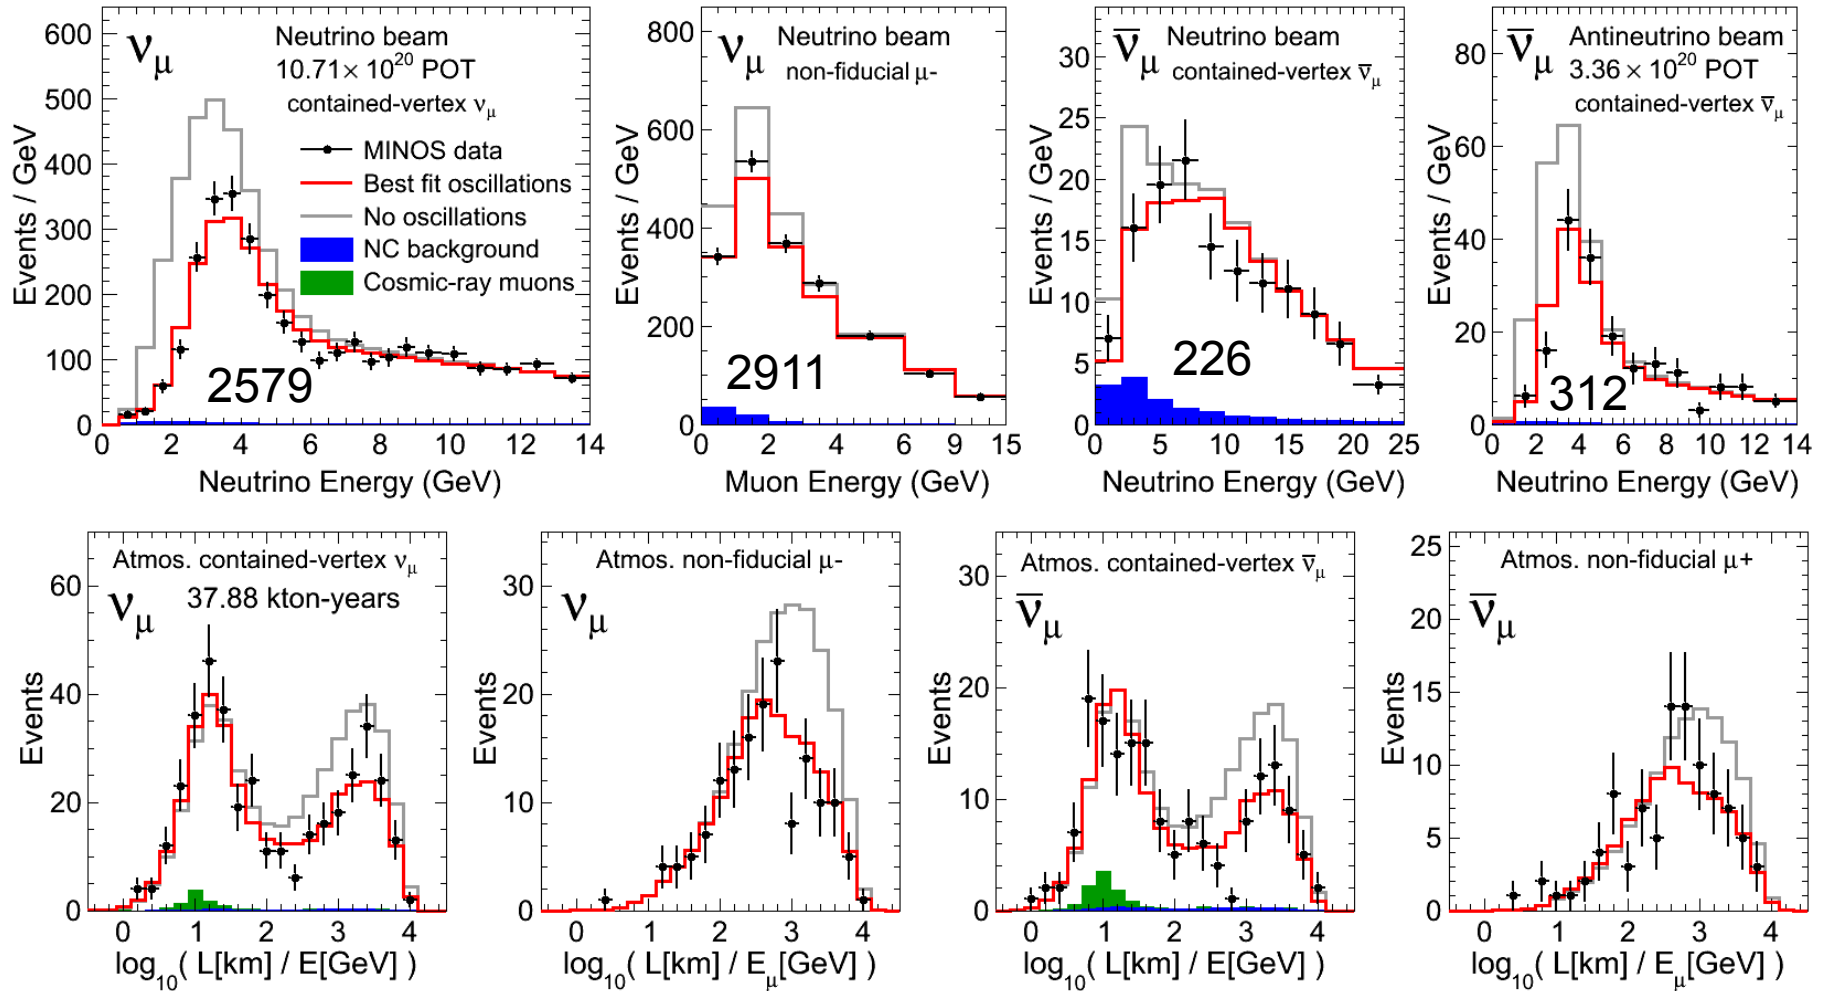 600
500
400
300
200
100
0
0 2 4 6 8 10 12 14
Events / GeV
Neutrino Energy (GeV)
νμ
Neutrino beam
10.71× 10²⁰ POT
contained-vertex νμ
MINOS data
Best fit oscillations
No oscillations
NC background
Cosmic-ray muons
2579
800
600
400
200
0
0 2 4 6 9 15
Events / GeV
Muon Energy (GeV)
νμ
Neutrino beam
non-fiducial μ-
2911
30
25
20
15
10
5
0
0 5 10 15 20 25
Events / GeV
Neutrino Energy (GeV)
ν̅μ
Neutrino beam
contained-vertex ν̅μ
226
80
60
40
20
0
0 2 4 6 8 10 12 14
Events / GeV
Neutrino Energy (GeV)
ν̅μ
Antineutrino beam
3.36 × 10²⁰ POT
contained-vertex ν̅μ
312
60
40
20
0
0 1 2 3 4
Events
log₁₀( L[km] / E[GeV] )
Atmos. contained-vertex νμ
νμ
37.88 kton-years
30
20
10
0
0 1 2 3 4
Events
log₁₀( L[km] / Eμ[GeV] )
Atmos. non-fiducial μ-
νμ
30
20
10
0
0 1 2 3 4
Events
log₁₀( L[km] / E[GeV] )
Atmos. contained-vertex ν̅μ
ν̅μ
25
20
15
10
5
0
0 1 2 3 4
Events
log₁₀( L[km] / Eμ[GeV] )
Atmos. non-fiducial μ+
ν̅μ